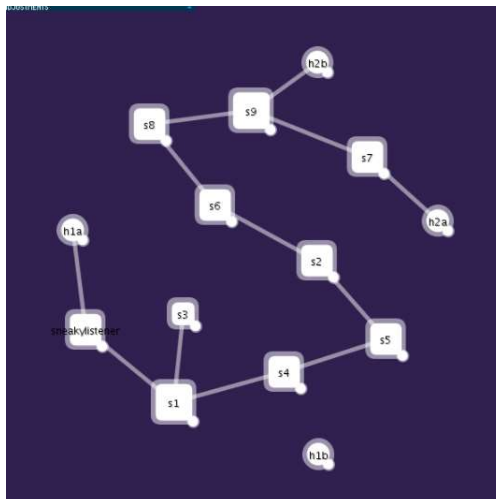 h2b
s9
s8
s7
s6
h2a
h1a
s2
s3
sneakylistener
s5
s4
s1
h1b